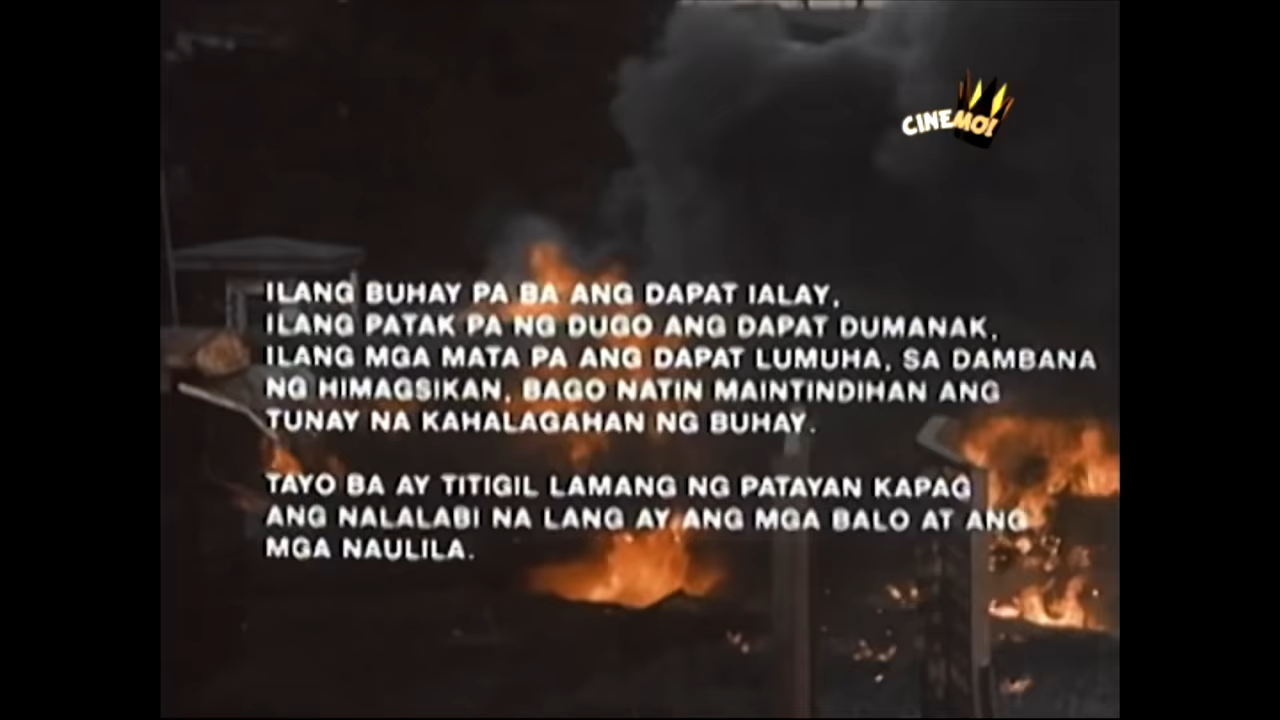 CINEMO!
ILANG BUHAY PA BA ANG DAPAT IALAY,
ILANG PATAK PA NG DUGO ANG DAPAT DUMANAK,
ILANG MGA MATA PA ANG DAPAT LUMUHA, SA DAMBANA
NG HIMAGSIKAN, BAGO NATIN MAINTINDIHAN ANG
TUNAY NA KAHALAGAHAN NG BUHAY.
TAYO BA AY TITIGIL LAMANG NG PATAYAN KAPAG
ANG NALALABI NA LANG AY ANG MGA BALO AT ANG
MGA NAULILA.